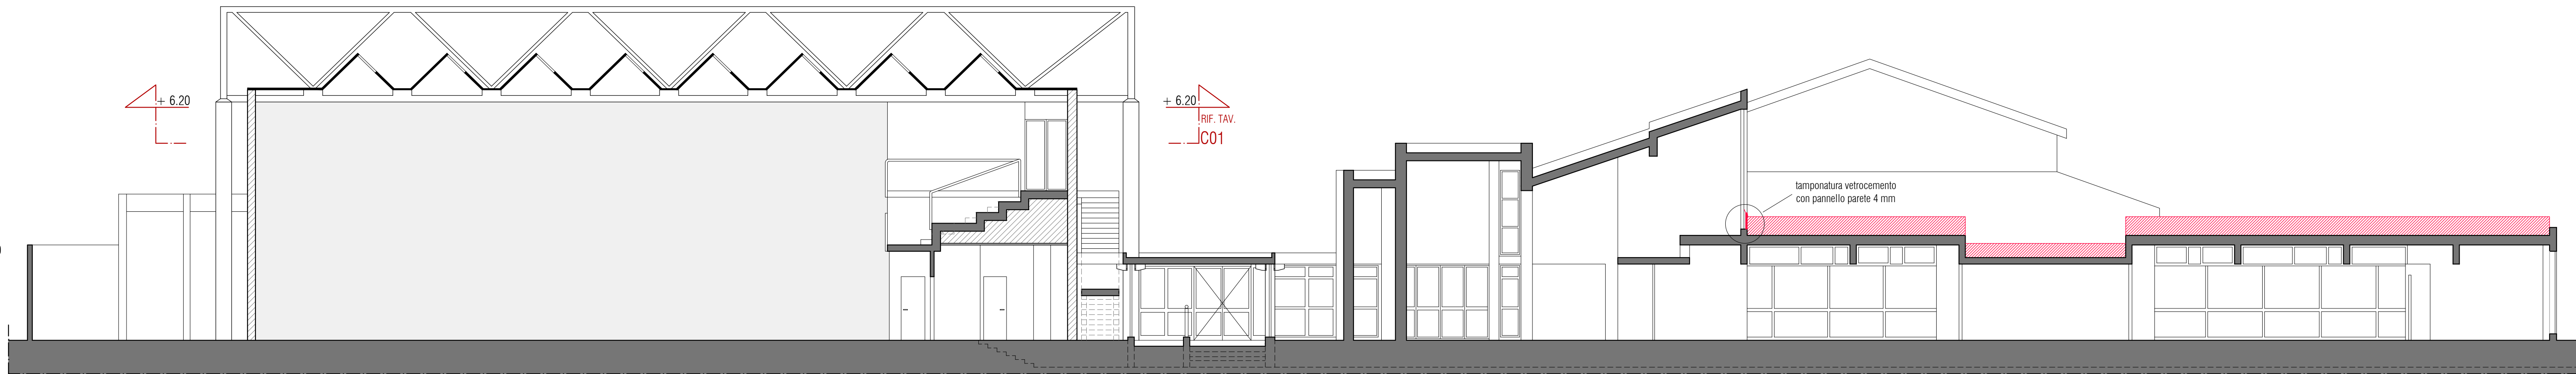 + 6.20
+ 6.20
RIF. TAV.
C01
tamponatura vetrocemento
con pannello parete 4 mm